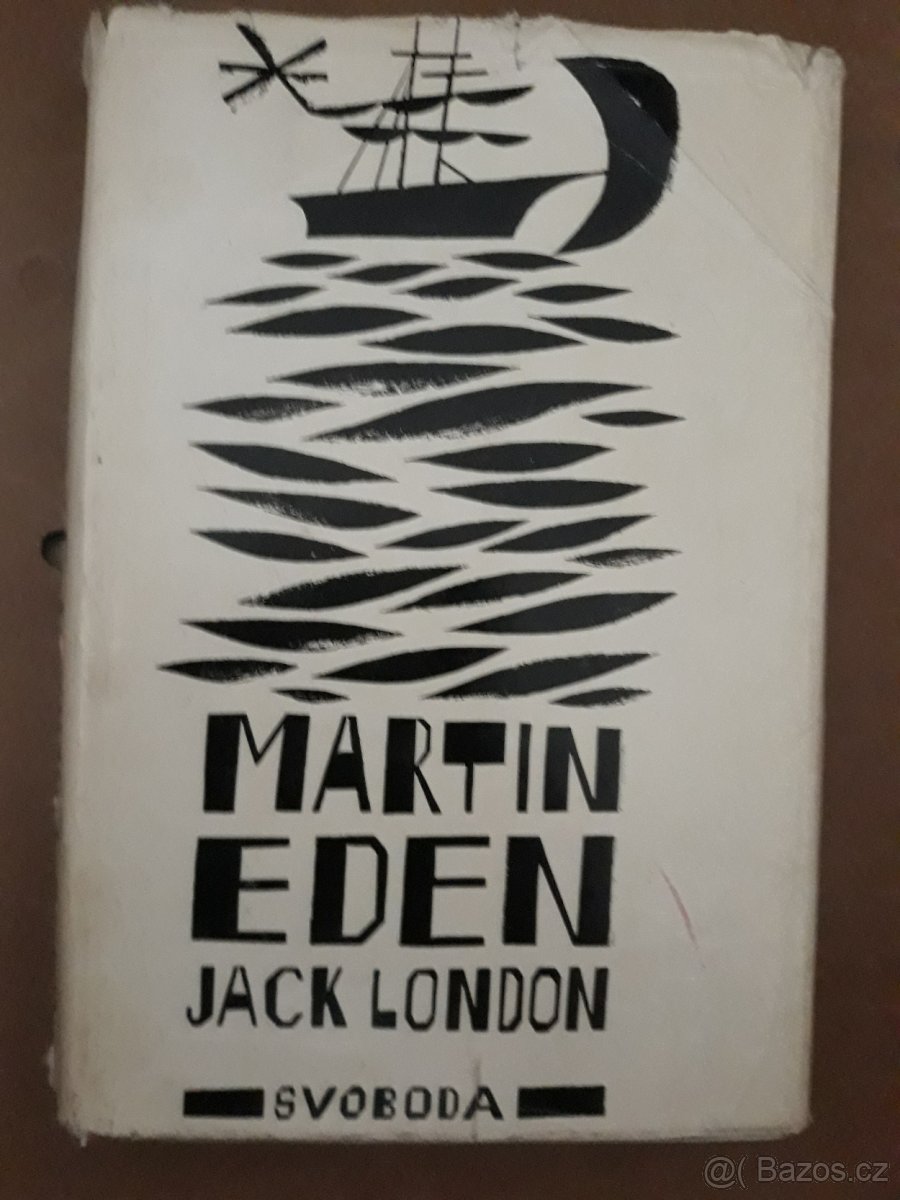 MARTIN
EDEN
JACK LONDON
SVOBODA
@( Bazos.cz